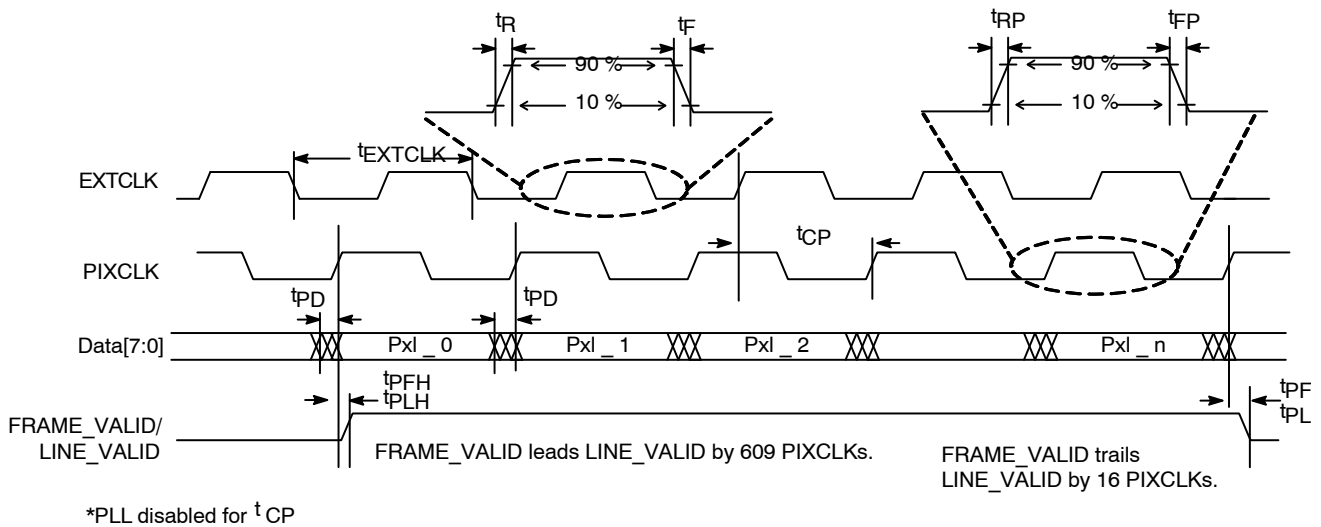 tR
tF
tRP
tFP
90 %
90 %
10 %
10 %
tEXTCLK
EXTCLK
tCP
PIXCLK
tPD
tPD
Data[7:0]
Pxl _ 0
Pxl _ 1
Pxl _ 2
Pxl _ n
tPFH
tPLH
tPF
tPL
FRAME_VALID/
LINE_VALID
FRAME_VALID leads LINE_VALID by 609 PIXCLKs.
FRAME_VALID trails
LINE_VALID by 16 PIXCLKs.
*PLL disabled for tCP